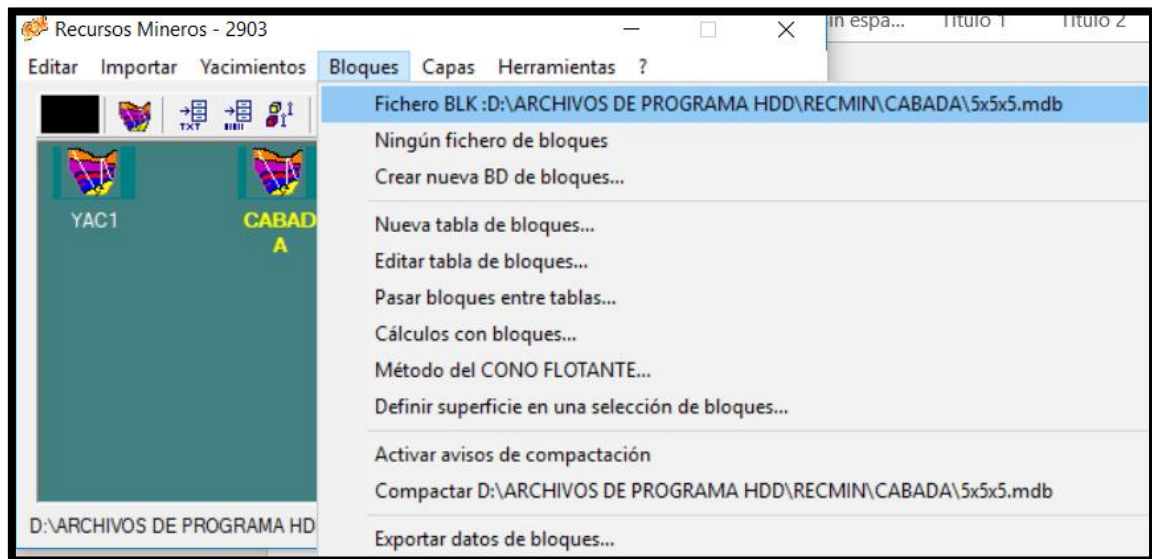 Recursos Mineros - 2903
in espa... Título 1 Título 2
Editar Importar Yacimientos Bloques Capas Herramientas ?
TXT
YAC1
CABAD
A
Fichero BLK :D:\ARCHIVOS DE PROGRAMA HDD\RECMIN\CABADA\5x5x5.mdb
Ningún fichero de bloques
Crear nueva BD de bloques...
Nueva tabla de bloques...
Editar tabla de bloques...
Pasar bloques entre tablas...
Cálculos con bloques...
Método del CONO FLOTANTE...
Definir superficie en una selección de bloques...
Activar avisos de compactación
Compactar D:\ARCHIVOS DE PROGRAMA HDD\RECMIN\CABADA\5x5x5.mdb
Exportar datos de bloques...
D:\ARCHIVOS DE PROGRAMA HD